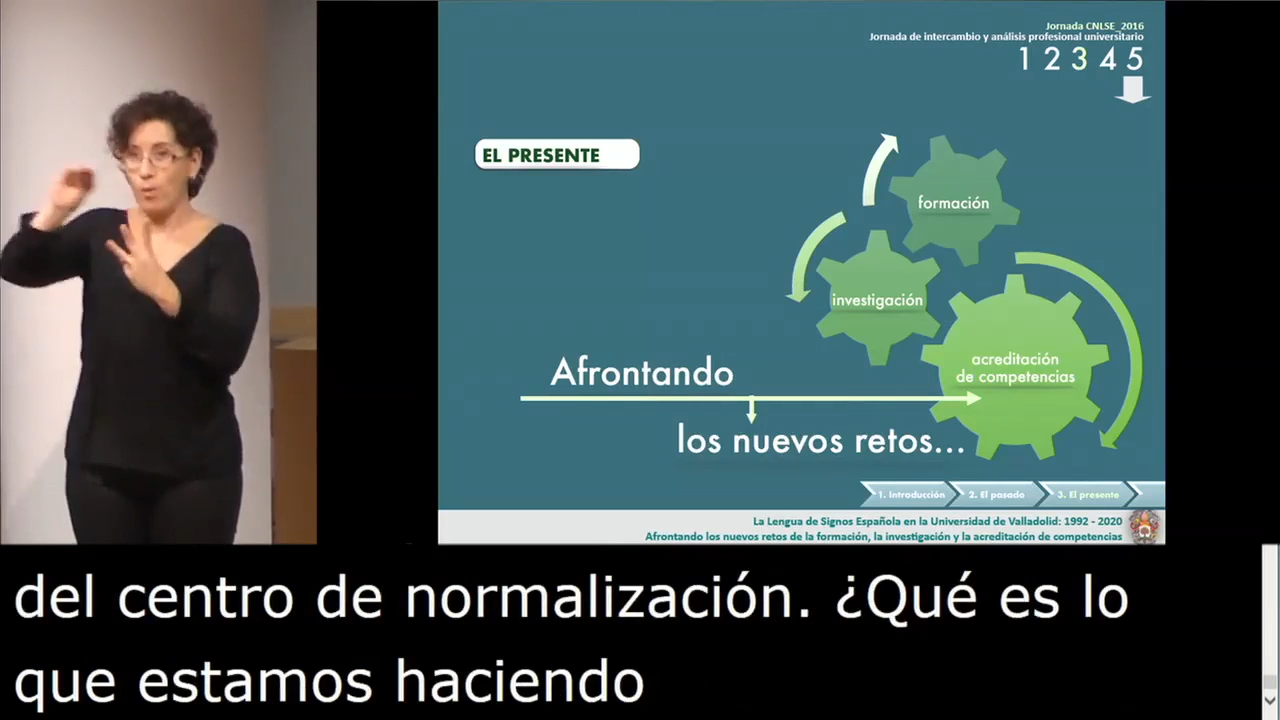 Jornada CNLSE_2016
Jornada de intercambio y análisis profesional universitario
1 2 3 4 5
EL PRESENTE
formación
investigación
acreditación
de competencias
Afrontando
los nuevos retos...
1. Introducción
2. El pasado
3. El presente
La Lengua de Signos Española en la Universidad de Valladolid: 1992 - 2020
Afrontando los nuevos retos de la formación, la investigación y la acreditación de competencias
del centro de normalización. ¿Qué es lo
que estamos haciendo